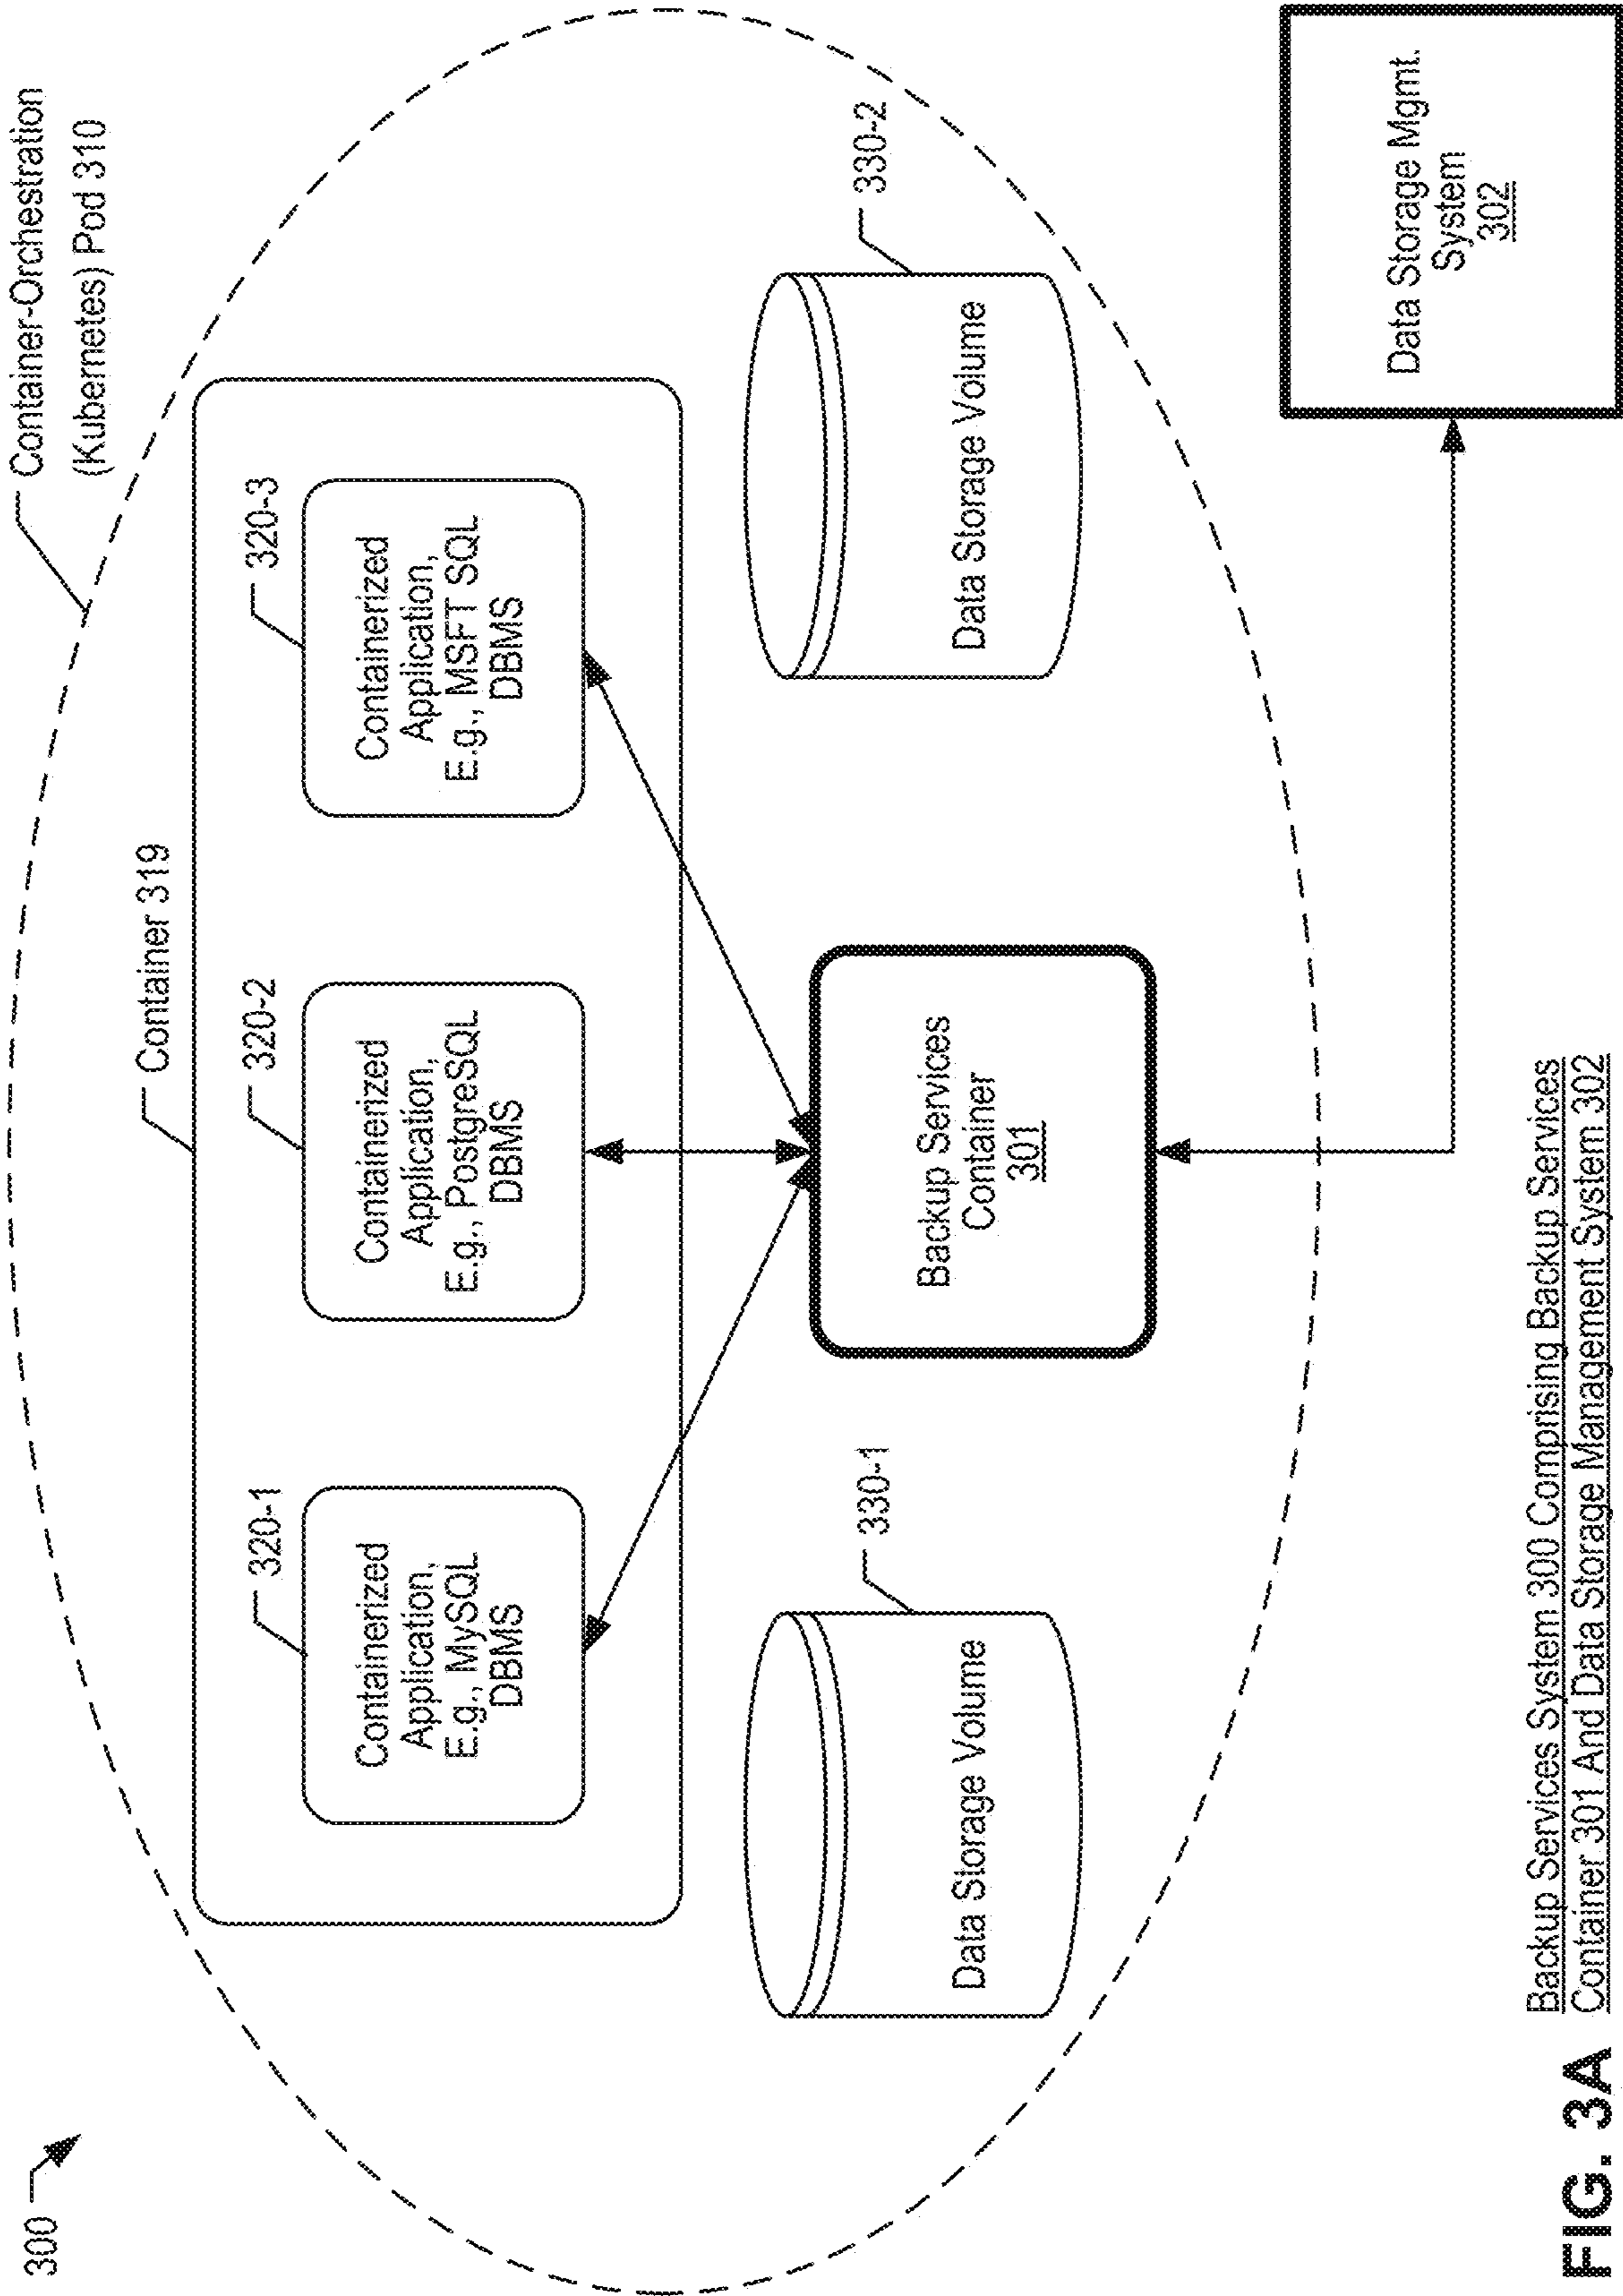 300
Container-Orchestration
(Kubernetes) Pod 310
Container 319
320-1
320-2
320-3
Containerized
Application,
E.g., MySQL
DBMS
Containerized
Application,
E.g., PostgreSQL
DBMS
Containerized
Application,
E.g., MSFT SQL
DBMS
330-1
330-2
Data Storage Volume
Backup Services
Container
301
Data Storage Volume
Data Storage Mgmt.
System
302
FIG. 3A
Backup Services System 300 Comprising Backup Services
Container 301 And Data Storage Management System 302